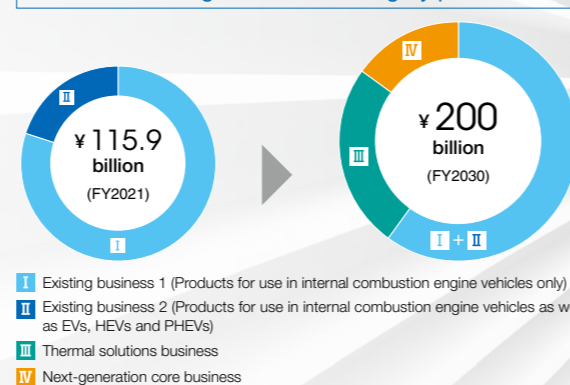 Ⅳ
Ⅱ
¥ 115.9
billion
(FY2021)
Ⅰ
¥ 200
billion
(FY2030)
Ⅲ
Ⅰ + Ⅱ
Ⅰ Existing business 1 (Products for use in internal combustion engine vehicles only)
Ⅱ Existing business 2 (Products for use in internal combustion engine vehicles as
as EVs, HEVs and PHEVs)
Ⅲ Thermal solutions business
Ⅳ Next-generation core business